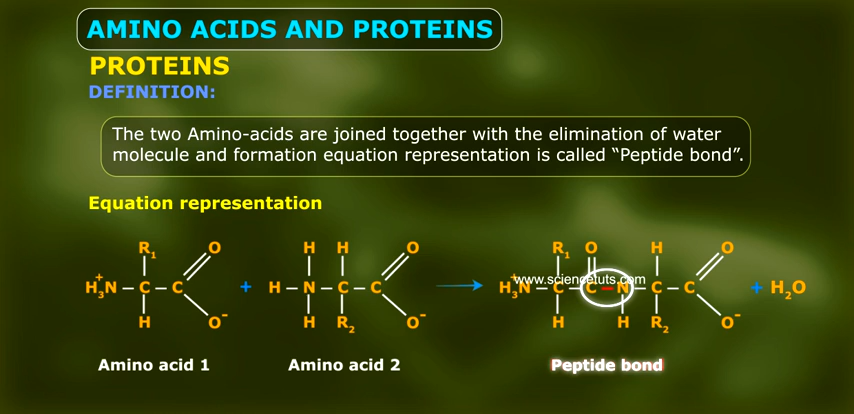 AMINO ACIDS AND PROTEINS
PROTEINS
DEFINITION:
The two Amino-acids are joined together with the elimination of water
molecule and formation equation representation is called “Peptide bond”.
Equation representation
R₁ O H H O R₁ O H O
H₃N⁺ – C – C + H – N – C – C → H₃N⁺ – C – C – N – C – C + H₂O
www.sciencetuts.com
H O⁻ H R₂ O⁻ H H R₂ O⁻
Amino acid 1 Amino acid 2 Peptide bond